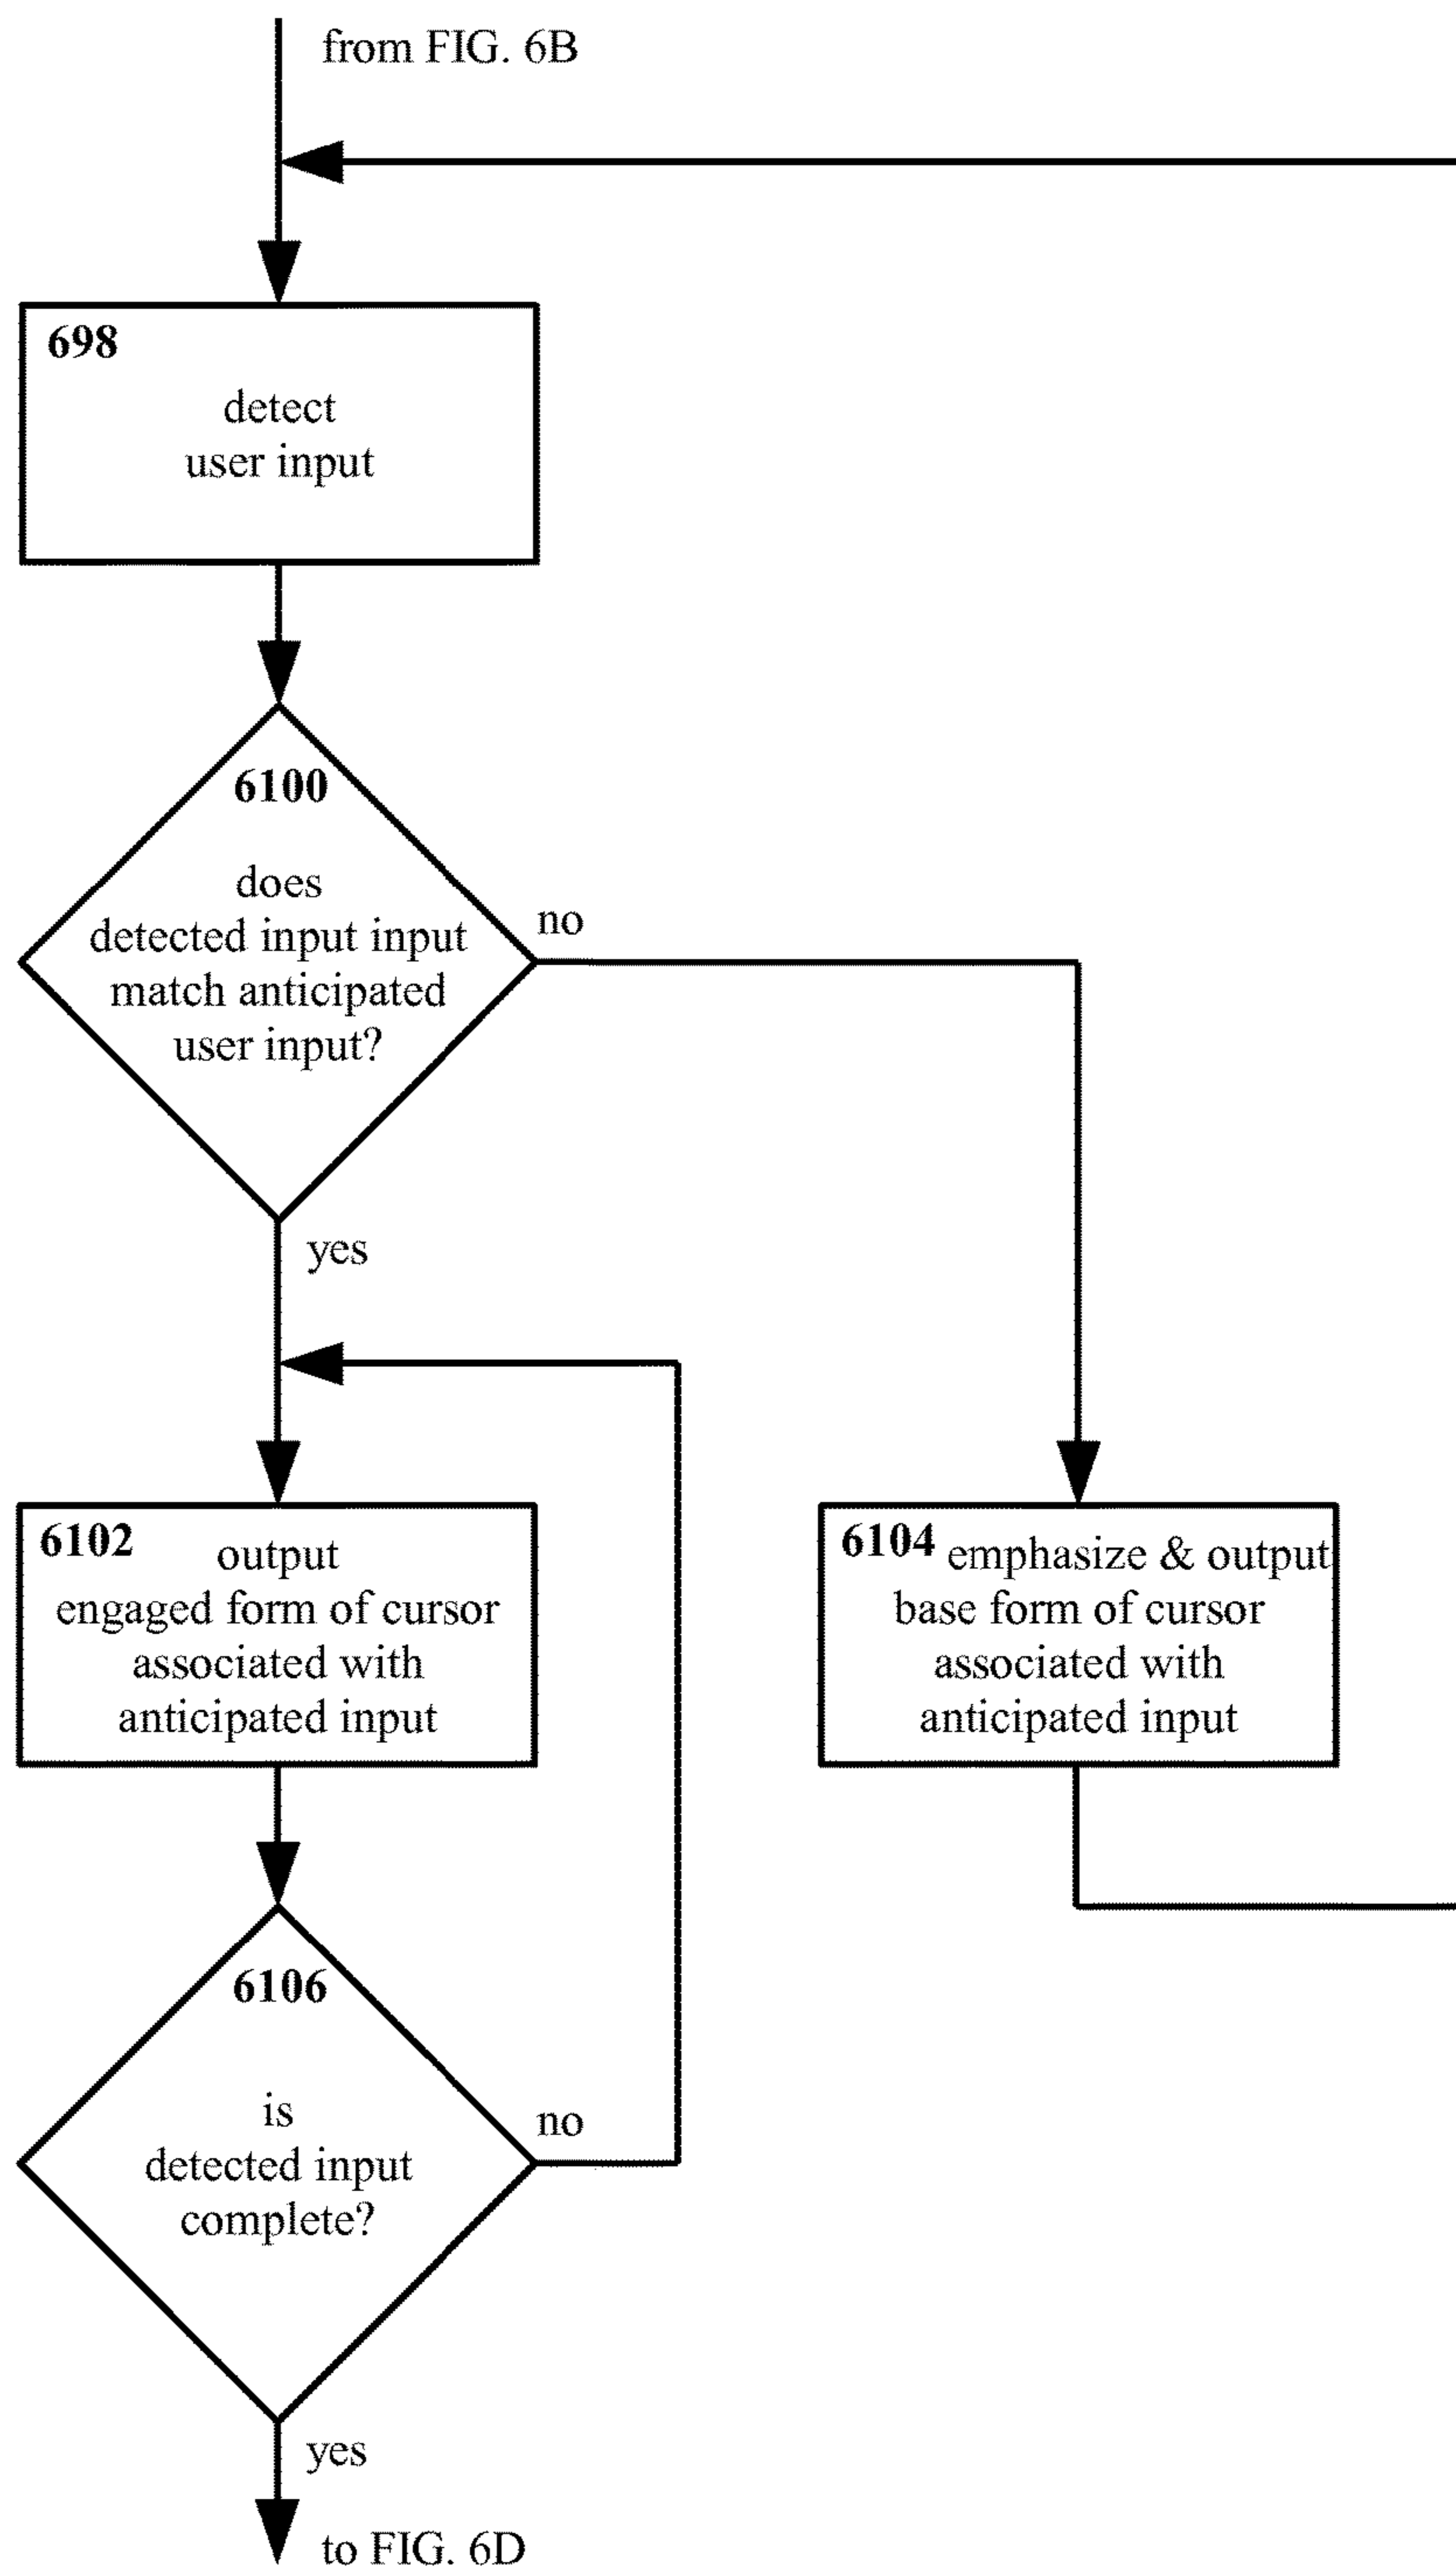 from FIG. 6B
698
detect
user input
6100
does
detected input input
match anticipated
user input?
no
yes
6102
output
engaged form of cursor
associated with
anticipated input
6104
emphasize & output
base form of cursor
associated with
anticipated input
6106
is
detected input
complete?
no
yes
to FIG. 6D